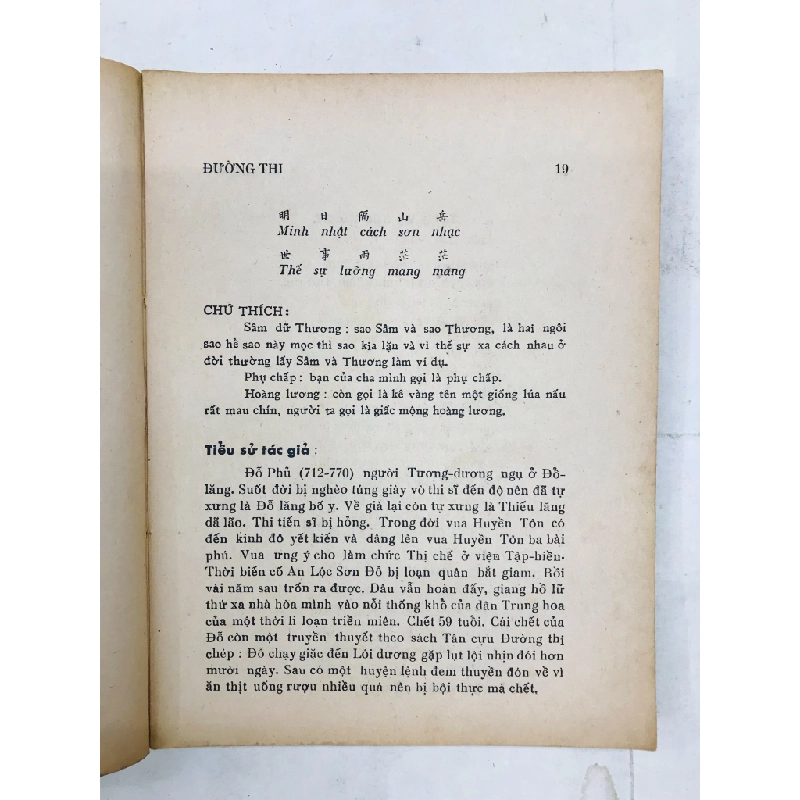 ĐƯỜNG THI 19
明 日 隔 山 岳
Minh nhật cách sơn nhạc
世 事 兩 茫 茫
Thế sự lưỡng mang mang
CHÚ THÍCH :
Sâm dữ Thương : sao Sâm và sao Thương, là hai ngôi
sao hễ sao này mọc thì sao kia lặn và vì thế sự xa cách nhau ở
đời thường lấy Sâm và Thương làm ví dụ.
Phụ chấp : bạn của cha mình gọi là phụ chấp.
Hoàng lương : còn gọi là kê vàng tên một giống lúa nấu
rất mau chín, người ta gọi là giấc mộng hoàng lương.
Tiểu sử tác giả :
Đỗ Phủ (712-770) người Tương-dương ngụ ở Đỗ-
lăng. Suốt đời bị nghèo túng giày vò thi sĩ đến độ nên đã tự
xưng là Đỗ lăng bố y. Về già lại còn tự xưng là Thiếu lăng
dã lão. Thi tiến sĩ bị hỏng. Trong đời vua Huyền Tôn có
đến kinh đô yết kiến và dâng lên vua Huyền Tôn ba bài
phú. Vua ưng ý cho làm chức Thị chế ở viện Tập-hiền.
Thời biến cố An Lộc Sơn Đỗ bị loạn quân bắt giam. Rồi
vài năm sau trốn ra được. Dâu vẫn hoàn đấy, giang hồ lữ
thứ xa nhà hòa mình vào nỗi thống khổ của dân Trung hoa
của một thời li loạn triền miên. Chết 59 tuổi. Cái chết của
Đỗ còn một truyền thuyết theo sách Tân cựu Đường thị
chép : Đỗ chạy giặc đến Lôi dương gặp lụt lội nhịn đói hơn
mười ngày. Sau có một huyện lệnh đem thuyền đón về vì
ăn thịt uống rượu nhiều quá nên bị bội thực mà chết.